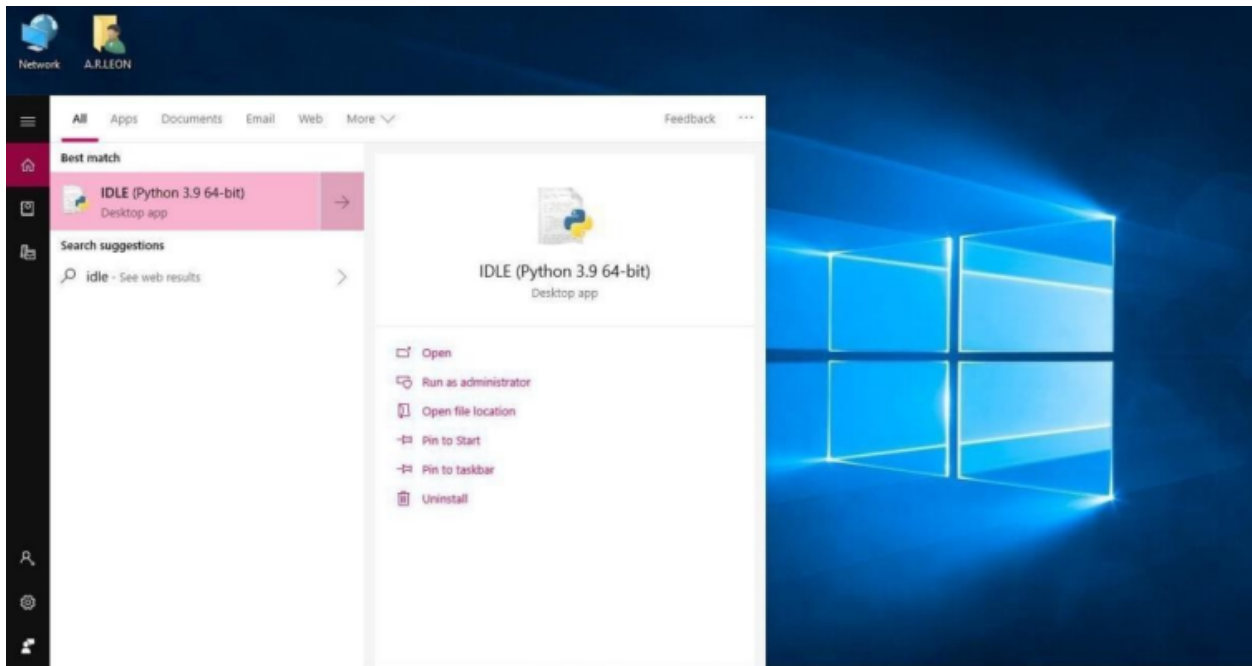 Network A.R.LEON
All Apps Documents Email Web More Feedback ...
Best match
IDLE (Python 3.9 64-bit)
Desktop app
Search suggestions
idle - See web results
IDLE (Python 3.9 64-bit)
Desktop app
Open
Run as administrator
Open file location
Pin to Start
Pin to taskbar
Uninstall